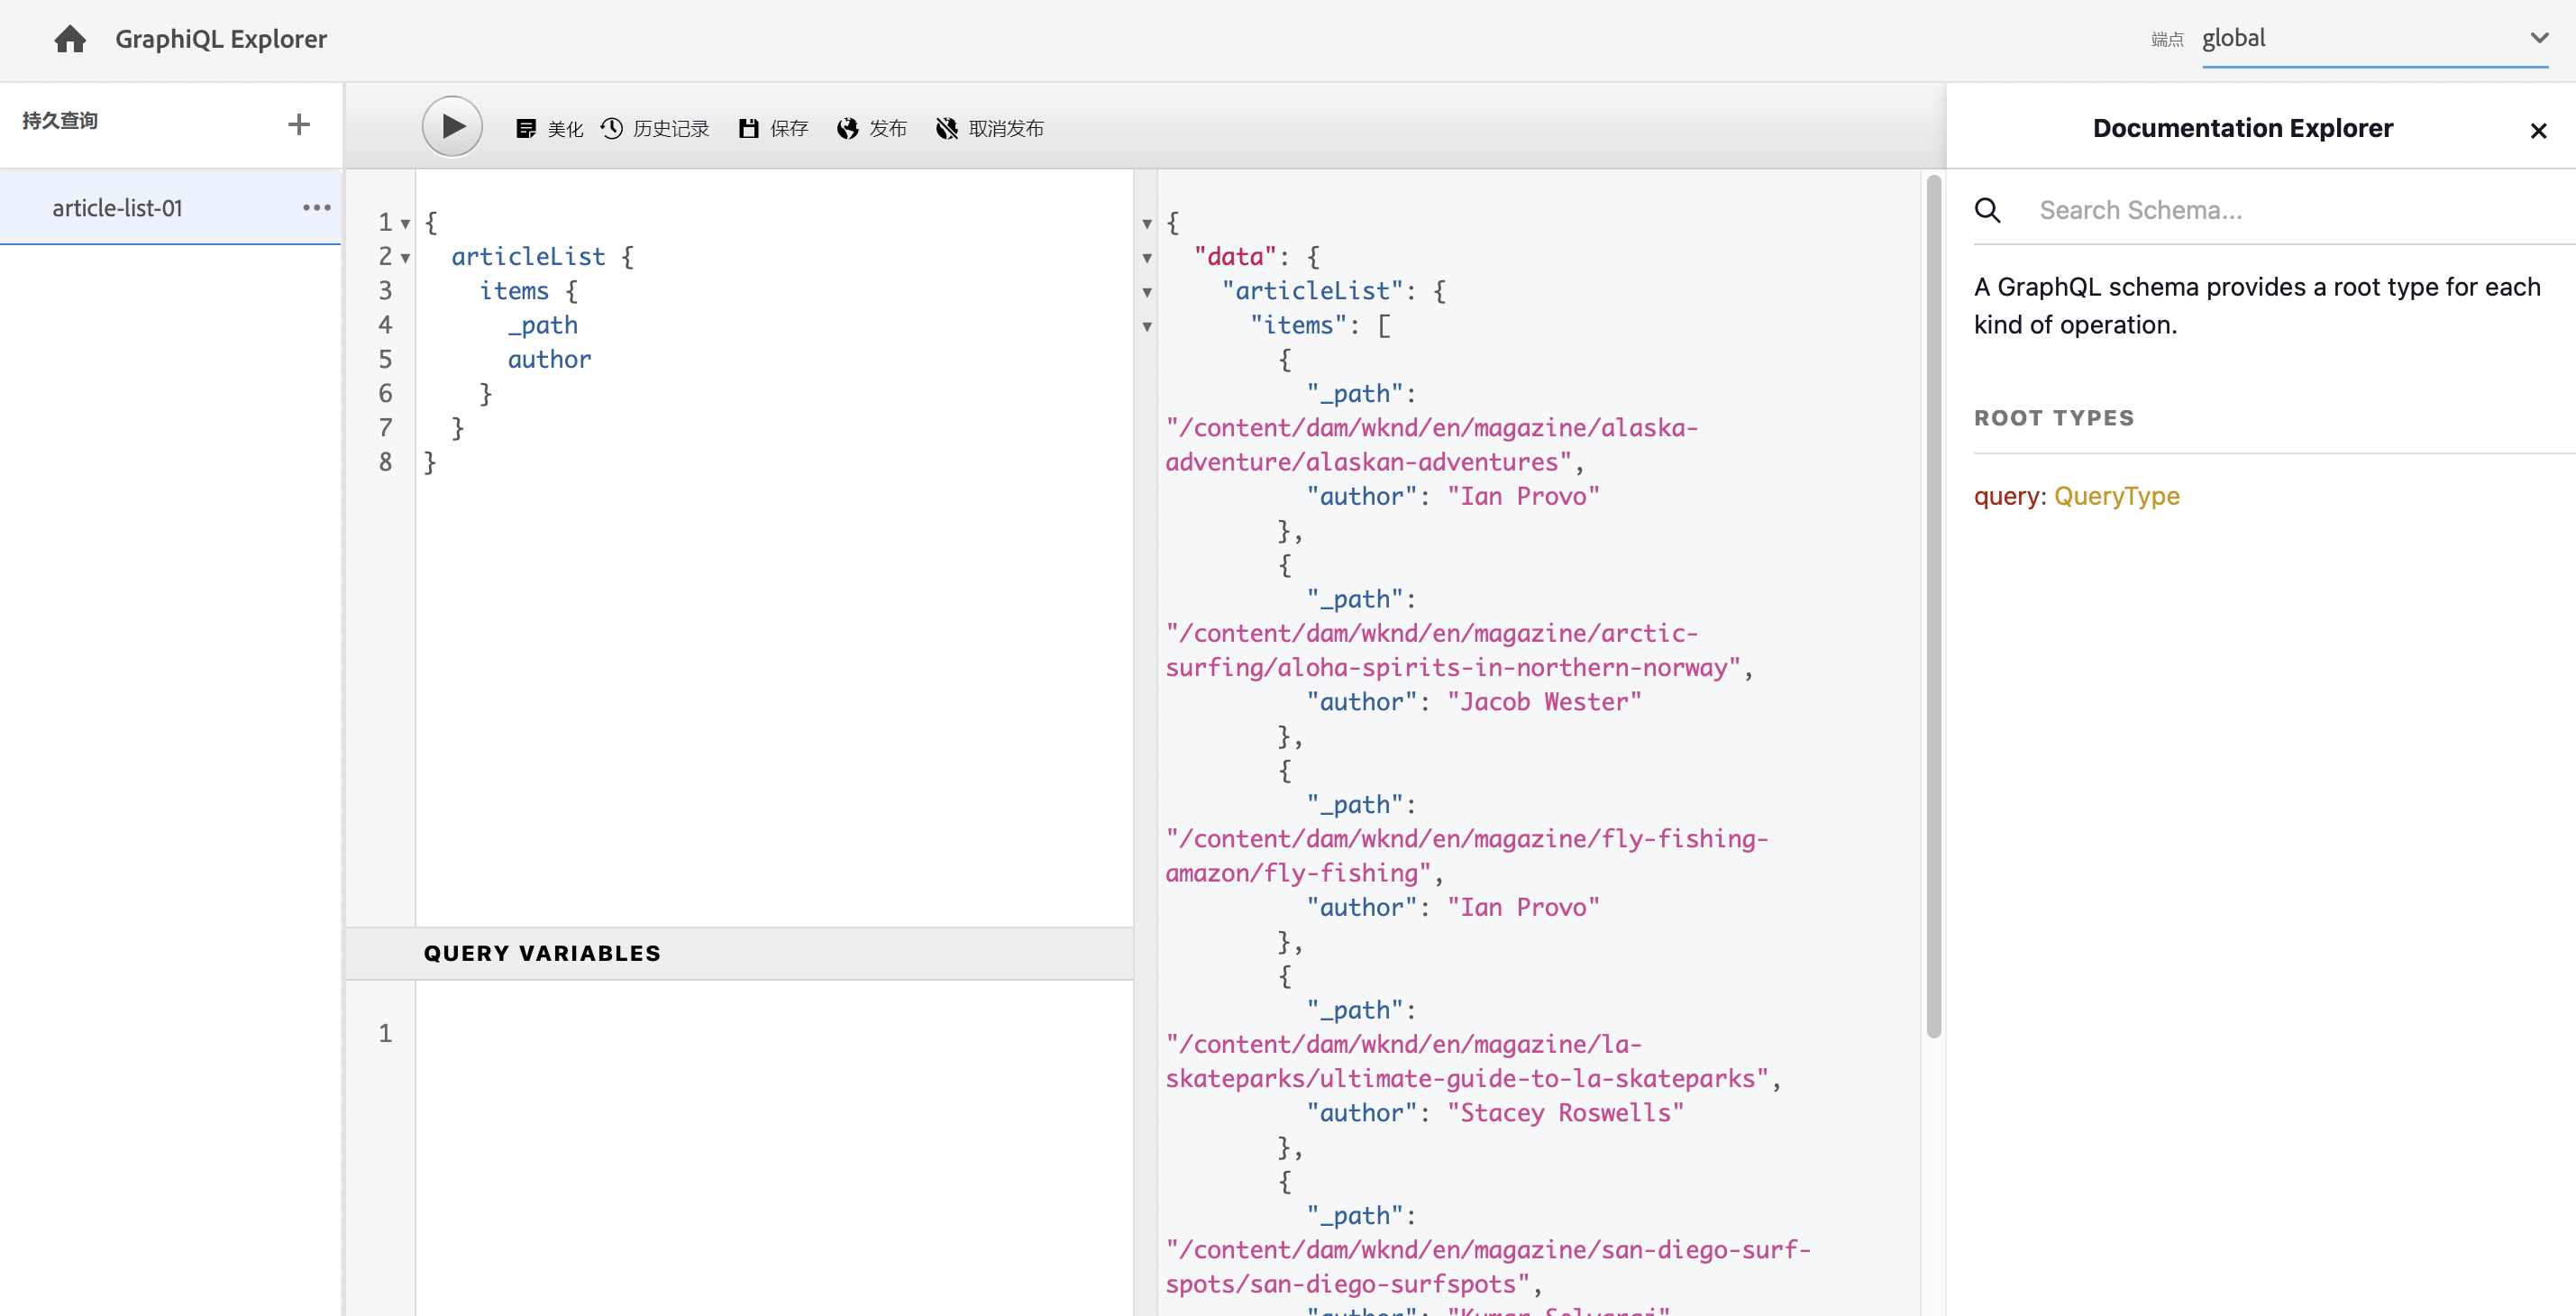 GraphiQL Explorer
端点 global
持久查询
美化 历史记录 保存 发布 取消发布
article-list-01
1 {
2 articleList {
3 items {
4 _path
5 author
6 }
7 }
8 }
QUERY VARIABLES
1
{
"data": {
"articleList": {
"items": [
{
"_path":
"/content/dam/wknd/en/magazine/alaska-
adventure/alaskan-adventures",
"author": "Ian Provo"
},
{
"_path":
"/content/dam/wknd/en/magazine/arctic-
surfing/aloha-spirits-in-northern-norway",
"author": "Jacob Wester"
},
{
"_path":
"/content/dam/wknd/en/magazine/fly-fishing-
amazon/fly-fishing",
"author": "Ian Provo"
},
{
"_path":
"/content/dam/wknd/en/magazine/la-
skateparks/ultimate-guide-to-la-skateparks",
"author": "Stacey Roswells"
},
{
"_path":
"/content/dam/wknd/en/magazine/san-diego-surf-
spots/san-diego-surfspots",
"author": "Kumar Selvaraj"
Documentation Explorer
Search Schema...
A GraphQL schema provides a root type for each
kind of operation.
ROOT TYPES
query: QueryType